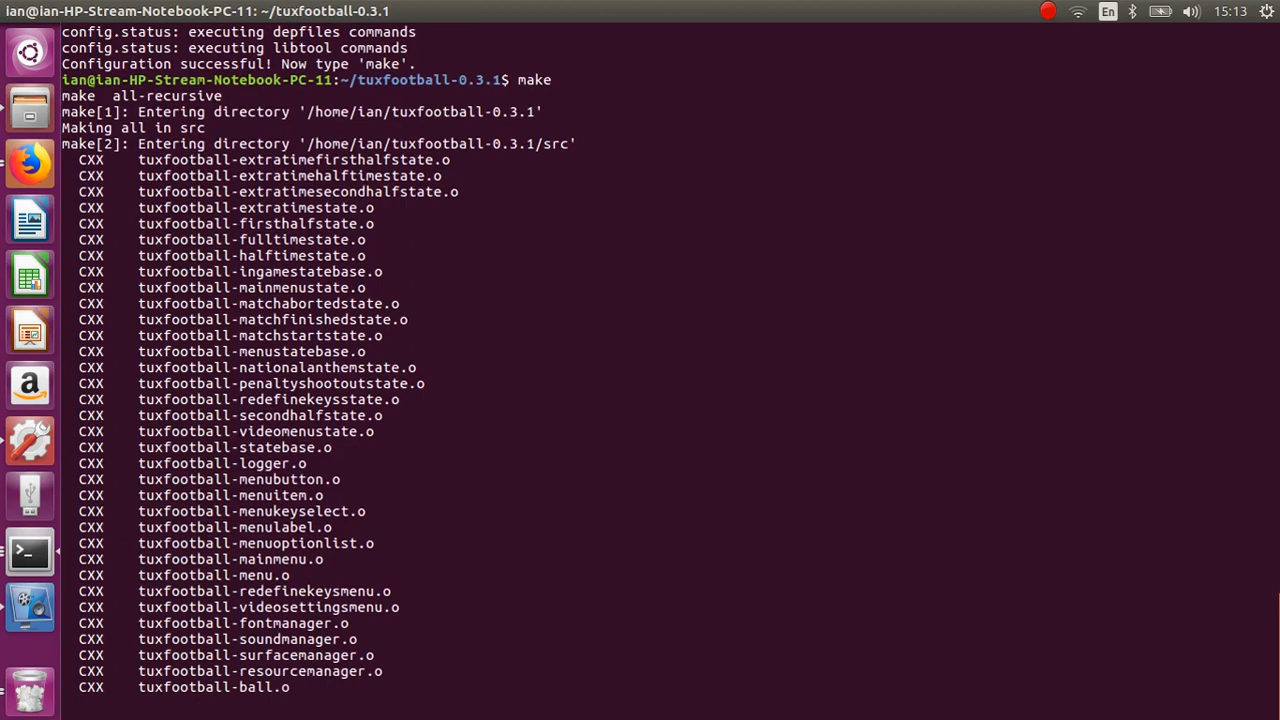 ian@ian-HP-Stream-Notebook-PC-11: ~/tuxfootball-0.3.1
En
15:13
config.status: executing depfiles commands
config.status: executing libtool commands
Configuration successful! Now type 'make'.
ian@ian-HP-Stream-Notebook-PC-11:~/tuxfootball-0.3.1$ make
make  all-recursive
make[1]: Entering directory '/home/ian/tuxfootball-0.3.1'
Making all in src
make[2]: Entering directory '/home/ian/tuxfootball-0.3.1/src'
  CXX    tuxfootball-extratimefirsthalfstate.o
  CXX    tuxfootball-extratimehalftimestate.o
  CXX    tuxfootball-extratimesecondhalfstate.o
  CXX    tuxfootball-extratimestate.o
  CXX    tuxfootball-firsthalfstate.o
  CXX    tuxfootball-fulltimestate.o
  CXX    tuxfootball-halftimestate.o
  CXX    tuxfootball-ingamestatebase.o
  CXX    tuxfootball-mainmenustate.o
  CXX    tuxfootball-matchabortedstate.o
  CXX    tuxfootball-matchfinishedstate.o
  CXX    tuxfootball-matchstartstate.o
  CXX    tuxfootball-menustatebase.o
  CXX    tuxfootball-nationalanthemstate.o
  CXX    tuxfootball-penaltyshootoutstate.o
  CXX    tuxfootball-redefinekeysstate.o
  CXX    tuxfootball-secondhalfstate.o
  CXX    tuxfootball-videomenustate.o
  CXX    tuxfootball-statebase.o
  CXX    tuxfootball-logger.o
  CXX    tuxfootball-menubutton.o
  CXX    tuxfootball-menuitem.o
  CXX    tuxfootball-menukeyselect.o
  CXX    tuxfootball-menulabel.o
  CXX    tuxfootball-menuoptionlist.o
  CXX    tuxfootball-mainmenu.o
  CXX    tuxfootball-menu.o
  CXX    tuxfootball-redefinekeysmenu.o
  CXX    tuxfootball-videosettingsmenu.o
  CXX    tuxfootball-fontmanager.o
  CXX    tuxfootball-soundmanager.o
  CXX    tuxfootball-surfacemanager.o
  CXX    tuxfootball-resourcemanager.o
  CXX    tuxfootball-ball.o